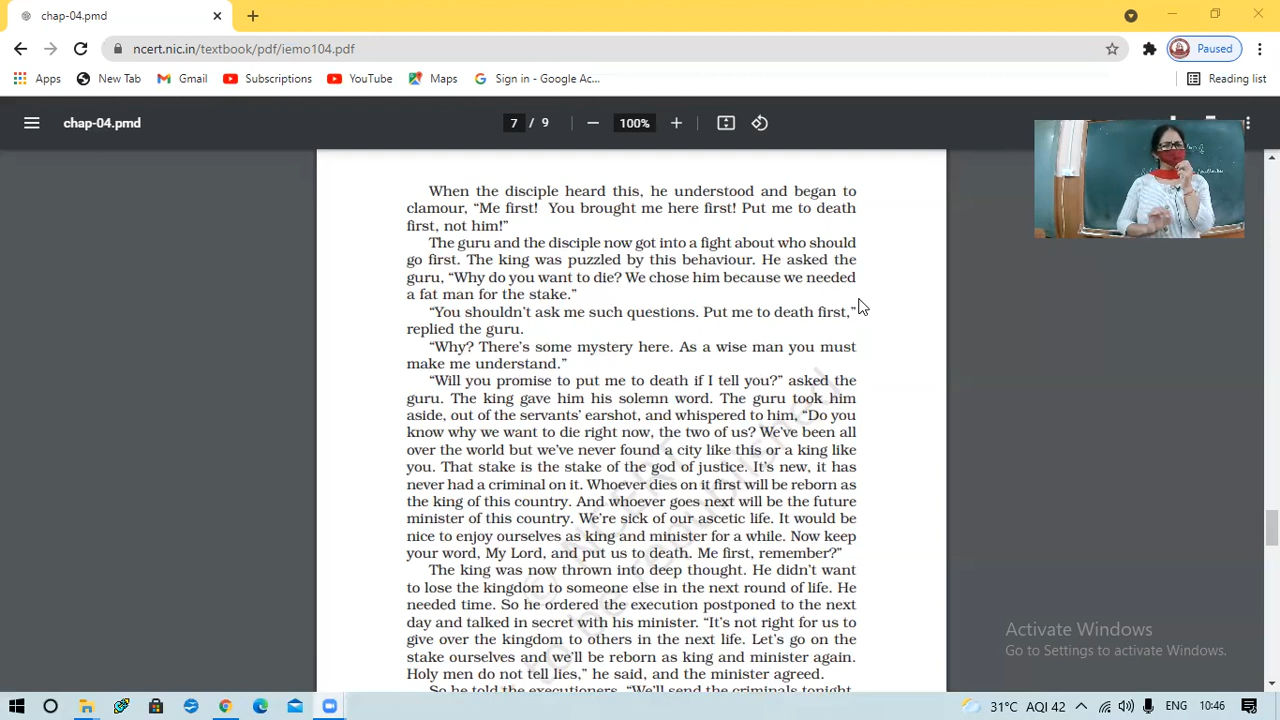 chap-04.pmd
ncert.nic.in/textbook/pdf/iemo104.pdf
Paused
Apps New Tab Gmail Subscriptions YouTube Maps Sign in - Google Ac... Reading list
chap-04.pmd 7 / 9 100%
When the disciple heard this, he understood and began to
clamour, “Me first! You brought me here first! Put me to death
first, not him!”
The guru and the disciple now got into a fight about who should
go first. The king was puzzled by this behaviour. He asked the
guru, “Why do you want to die? We chose him because we needed
a fat man for the stake.”
“You shouldn’t ask me such questions. Put me to death first,”
replied the guru.
“Why? There’s some mystery here. As a wise man you must
make me understand.”
“Will you promise to put me to death if I tell you?” asked the
guru. The king gave him his solemn word. The guru took him
aside, out of the servants’ earshot, and whispered to him, “Do you
know why we want to die right now, the two of us? We’ve been all
over the world but we’ve never found a city like this or a king like
you. That stake is the stake of the god of justice. It’s new, it has
never had a criminal on it. Whoever dies on it first will be reborn as
the king of this country. And whoever goes next will be the future
minister of this country. We’re sick of our ascetic life. It would be
nice to enjoy ourselves as king and minister for a while. Now keep
your word, My Lord, and put us to death. Me first, remember?”
The king was now thrown into deep thought. He didn’t want
to lose the kingdom to someone else in the next round of life. He
needed time. So he ordered the execution postponed to the next
day and talked in secret with his minister. “It’s not right for us to
give over the kingdom to others in the next life. Let’s go on the
stake ourselves and we’ll be reborn as king and minister again.
Holy men do not tell lies,” he said, and the minister agreed.
So he told the executioners, “We’ll send the criminals tonight
© NCERT
to be republished
Activate Windows
Go to Settings to activate Windows.
31°C AQI 42 ENG 10:46